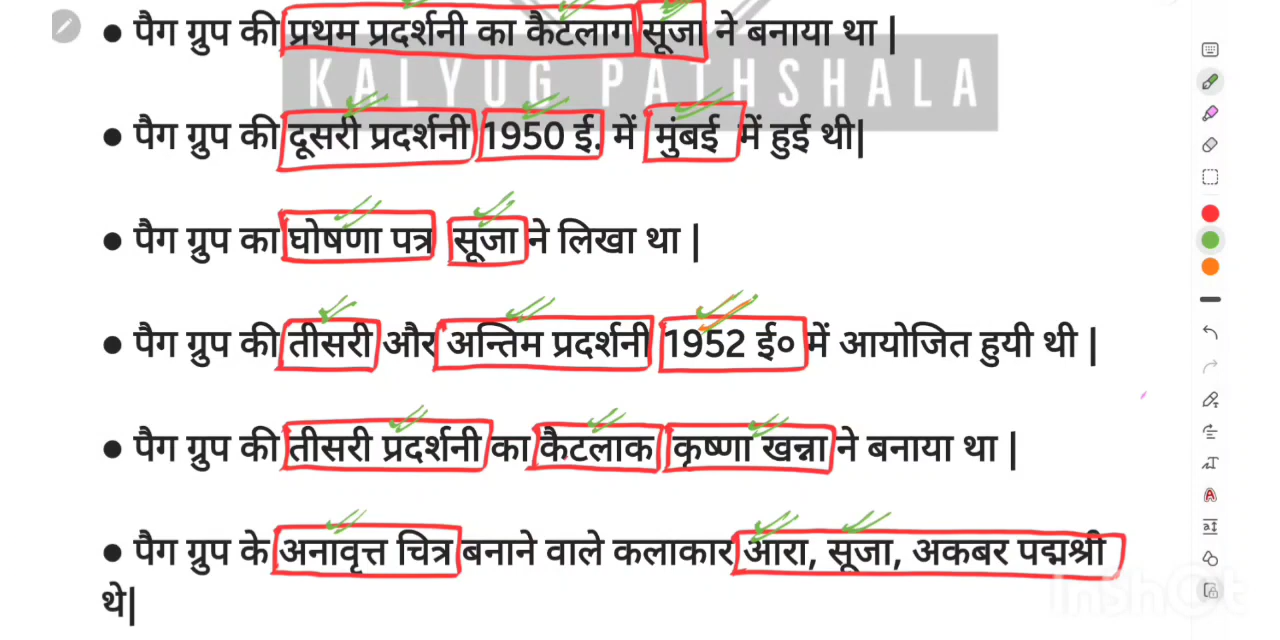 • पैग ग्रुप की प्रथम प्रदर्शनी का कैटलाग सूजा ने बनाया था |
KALYUG PATHSHALA
• पैग ग्रुप की दूसरी प्रदर्शनी 1950 ई. में मुंबई में हुई थी|
• पैग ग्रुप का घोषणा पत्र सूजा ने लिखा था |
• पैग ग्रुप की तीसरी और अन्तिम प्रदर्शनी 1952 ई० में आयोजित हुयी थी |
• पैग ग्रुप की तीसरी प्रदर्शनी का कैटलाक कृष्णा खन्ना ने बनाया था |
• पैग ग्रुप के अनावृत्त चित्र बनाने वाले कलाकार आरा, सूजा, अकबर पद्मश्री
थे|
InShot